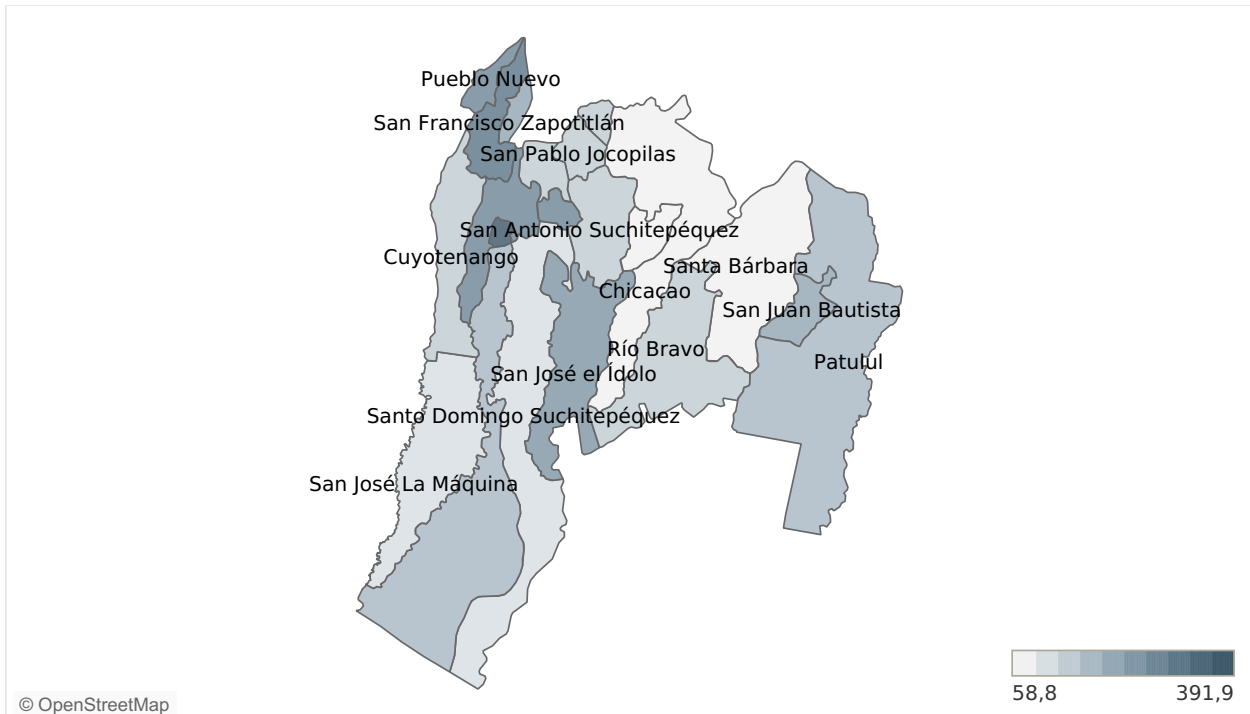 Pueblo Nuevo
San Francisco Zapotitlán
San Pablo Jocopilas
San Antonio Suchitepéquez
Cuyotenango
Santa Bárbara
Chicacao
San Juan Bautista
Río Bravo
Patulul
San José el Ídolo
Santo Domingo Suchitepéquez
San José La Máquina
58,8 391,9
© OpenStreetMap